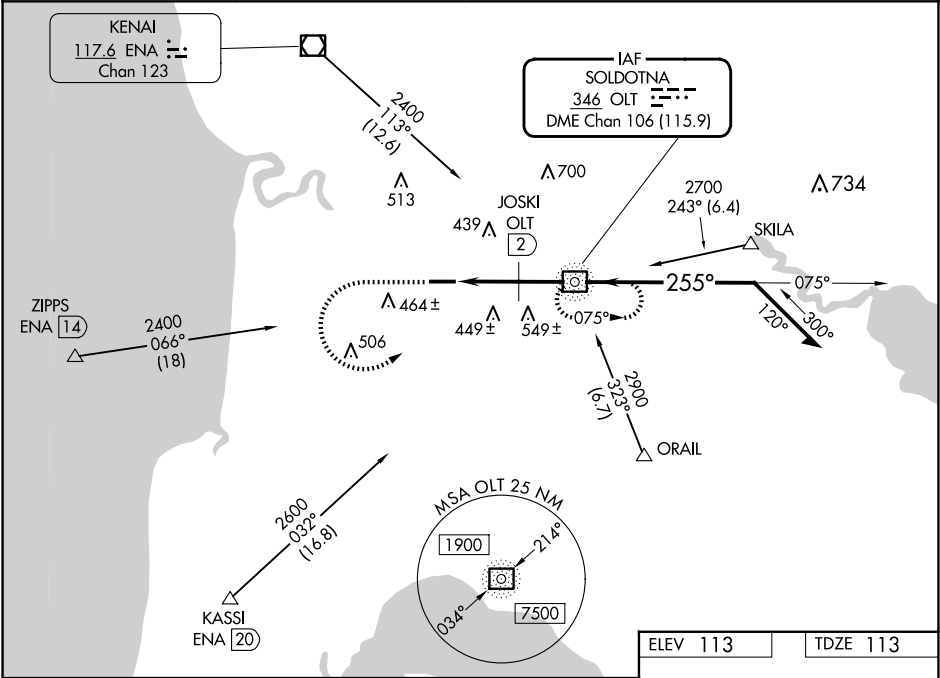 KENAI
117.6 ENA
Chan 123
IAF
SOLDOTNA
346 OLT
DME Chan 106 (115.9)
2400
113°
(12.6)
513
700
734
439
JOSKI
OLT
2
2700
243° (6.4)
SKILA
255°
075°
075°
120°
300°
464 ±
449 ±
549 ±
506
ZIPPS
ENA 14
2400
066°
(18)
2900
323°
(6.7)
ORAIL
2600
032°
(16.8)
KASSI
ENA 20
MSA OLT 25 NM
1900
214°
034°
7500
ELEV 113
TDZE 113